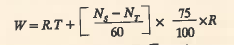 W = R.T + [ (N_S − N_T) / 60 ] × 75/100 × R